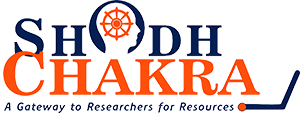 SHODH
CHAKRA
A Gateway to Researchers for Resources